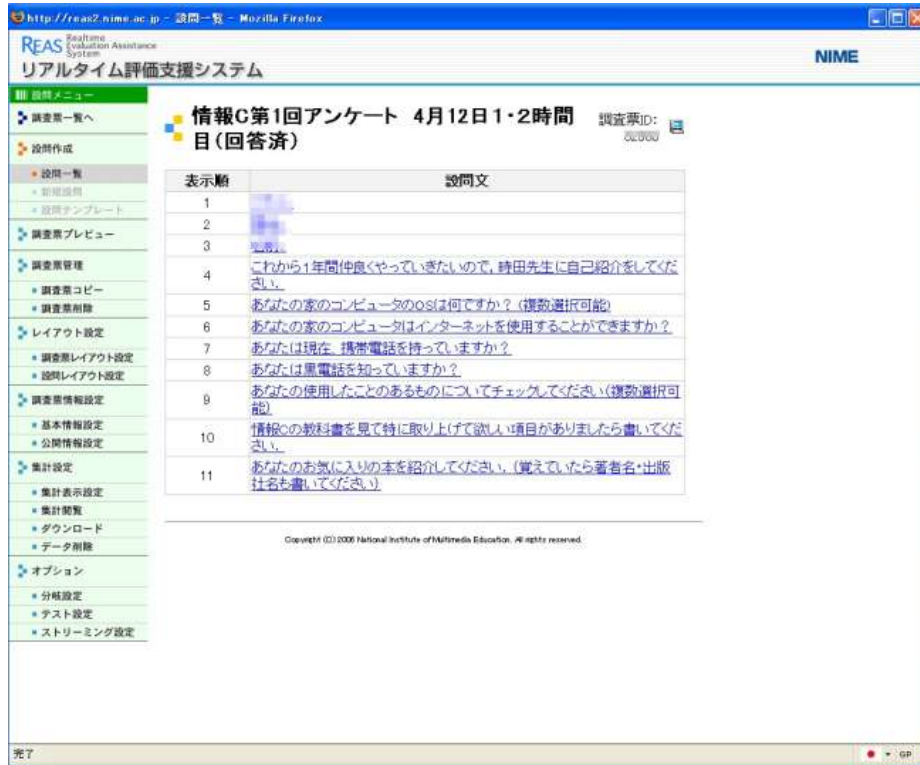 http://reas2.nime.ac.jp - 設問一覧 - Mozilla Firefox
REAS Realtime Evaluation Assistance System
リアルタイム評価支援システム
NIME
設問メニュー
調査票一覧へ
設問作成
設問一覧
新規設問
設問テンプレート
調査票プレビュー
調査票管理
調査票コピー
調査票削除
レイアウト設定
調査票レイアウト設定
設問レイアウト設定
調査票情報設定
基本情報設定
公開情報設定
集計設定
集計表示設定
集計閲覧
ダウンロード
データ削除
オプション
分岐設定
テスト設定
ストリーミング設定
情報C第1回アンケート 4月12日1・2時間
目(回答済)
調査票ID:
表示順 設問文
1
2
3
4 これから1年間仲良くやっていきたいので,時田先生に自己紹介をしてくだ
さい.
5 あなたの家のコンピュータのOSは何ですか?(複数選択可能)
6 あなたの家のコンピュータはインターネットを使用することができますか?
7 あなたは現在、携帯電話を持っていますか?
8 あなたは黒電話を知っていますか?
9 あなたの使用したことのあるものについてチェックしてください(複数選択可
能)
10 情報Cの教科書を見て特に取り上げて欲しい項目がありましたら書いてくだ
さい.
11 あなたのお気に入りの本を紹介してください.(覚えていたら著者名・出版
社名も書いてください)
Copyright (C) 2006 National Institute of Multimedia Education. All rights reserved.
完了
GP